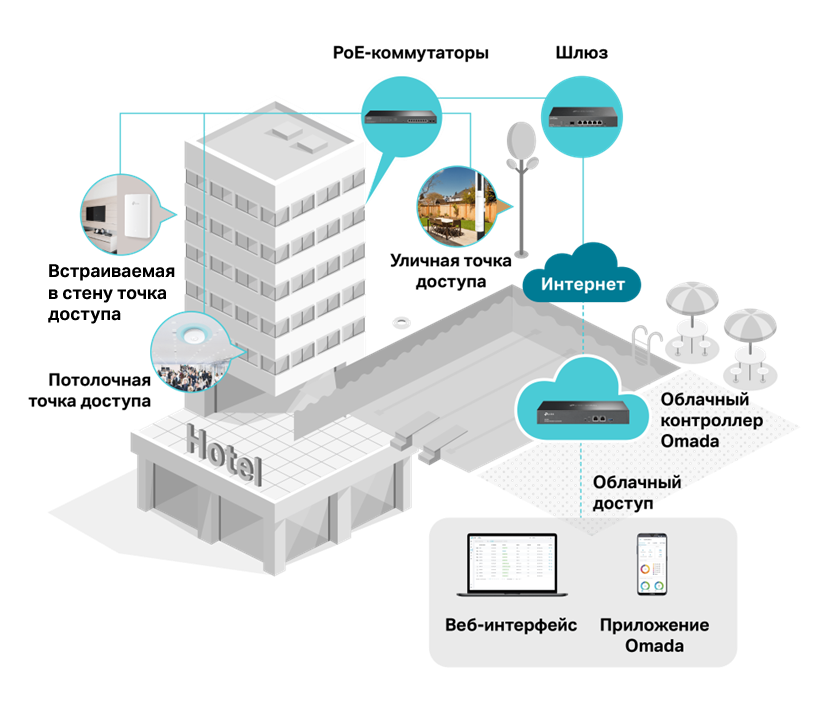 PoE-коммутаторы
Шлюз
Встраиваемая
в стену точка
доступа
Уличная точка
доступа
Интернет
Потолочная
точка доступа
Облачный
контроллер
Omada
Hotel
Облачный
доступ
Веб-интерфейс
Приложение
Omada